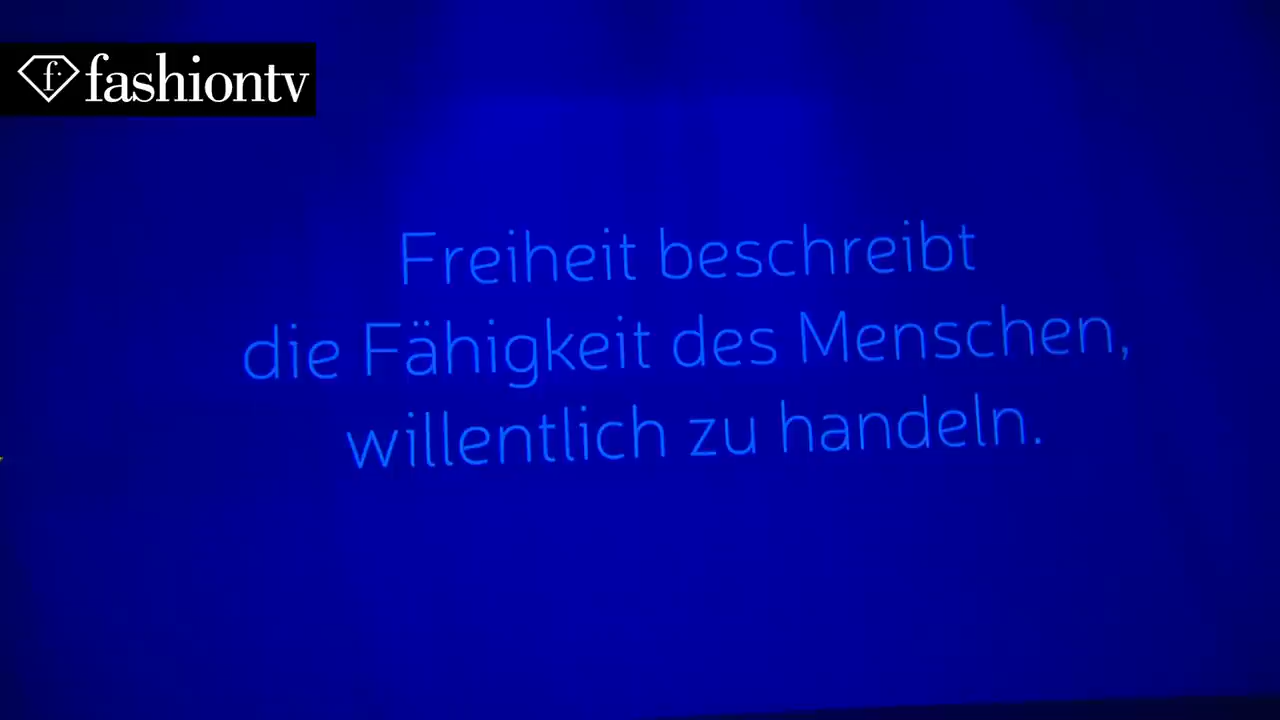 fashiontv
Freiheit beschreibt
die Fähigkeit des Menschen,
willentlich zu handeln.